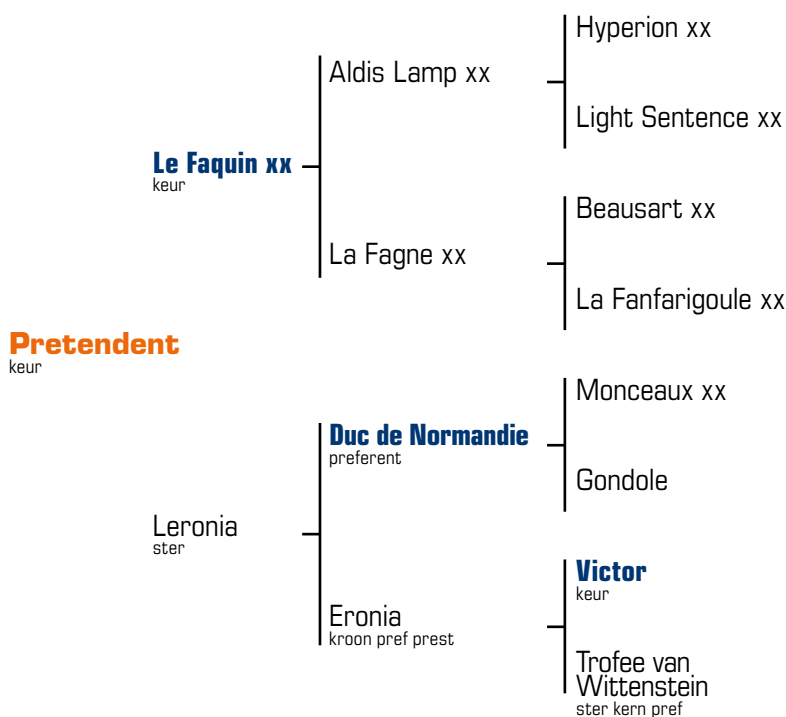 Hyperion xx
Aldis Lamp xx
Light Sentence xx
Le Faquin xx
keur
Beausart xx
La Fagne xx
La Fanfarigoule xx
Pretendent
keur
Monceaux xx
Duc de Normandie
preferent
Gondole
Leronia
ster
Victor
keur
Eronia
kroon pref prest
Trofee van
Wittenstein
ster kern pref